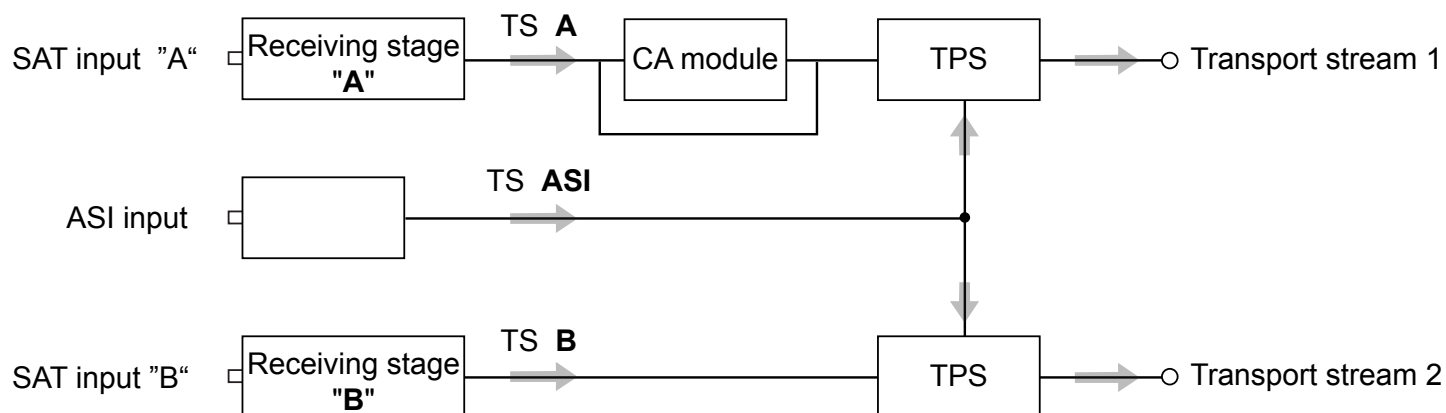 TS A
SAT input ”A“
Receiving stage
"A"
CA module
TPS
Transport stream 1
TS ASI
ASI input
TS B
SAT input ”B“
Receiving stage
"B"
TPS
Transport stream 2